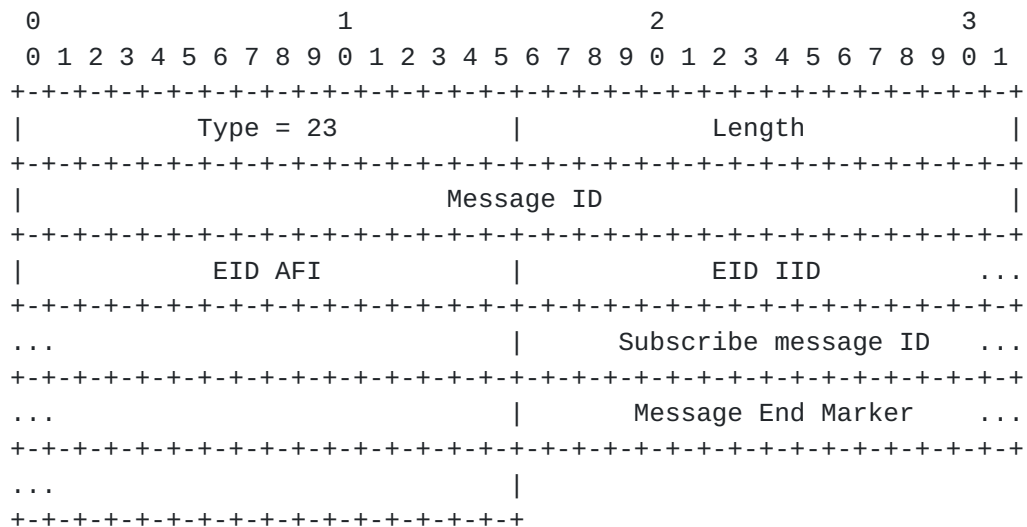 0                   1                   2                   3
 0 1 2 3 4 5 6 7 8 9 0 1 2 3 4 5 6 7 8 9 0 1 2 3 4 5 6 7 8 9 0 1
+-+-+-+-+-+-+-+-+-+-+-+-+-+-+-+-+-+-+-+-+-+-+-+-+-+-+-+-+-+-+-+-+
|           Type = 23           |            Length             |
+-+-+-+-+-+-+-+-+-+-+-+-+-+-+-+-+-+-+-+-+-+-+-+-+-+-+-+-+-+-+-+-+
|                           Message ID                          |
+-+-+-+-+-+-+-+-+-+-+-+-+-+-+-+-+-+-+-+-+-+-+-+-+-+-+-+-+-+-+-+-+
|            EID AFI            |            EID IID          ...
+-+-+-+-+-+-+-+-+-+-+-+-+-+-+-+-+-+-+-+-+-+-+-+-+-+-+-+-+-+-+-+-+
...                             |      Subscribe message ID   ...
+-+-+-+-+-+-+-+-+-+-+-+-+-+-+-+-+-+-+-+-+-+-+-+-+-+-+-+-+-+-+-+-+
...                             |       Message End Marker    ...
+-+-+-+-+-+-+-+-+-+-+-+-+-+-+-+-+-+-+-+-+-+-+-+-+-+-+-+-+-+-+-+-+
...                             |
+-+-+-+-+-+-+-+-+-+-+-+-+-+-+-+-+